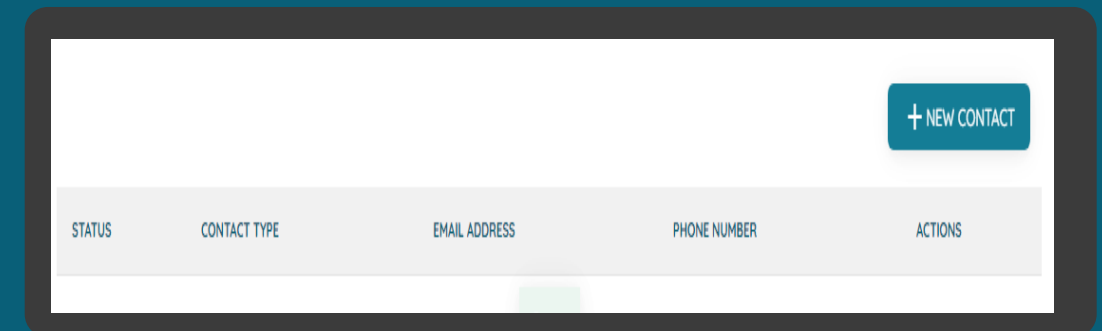 + NEW CONTACT
STATUS CONTACT TYPE EMAIL ADDRESS PHONE NUMBER ACTIONS